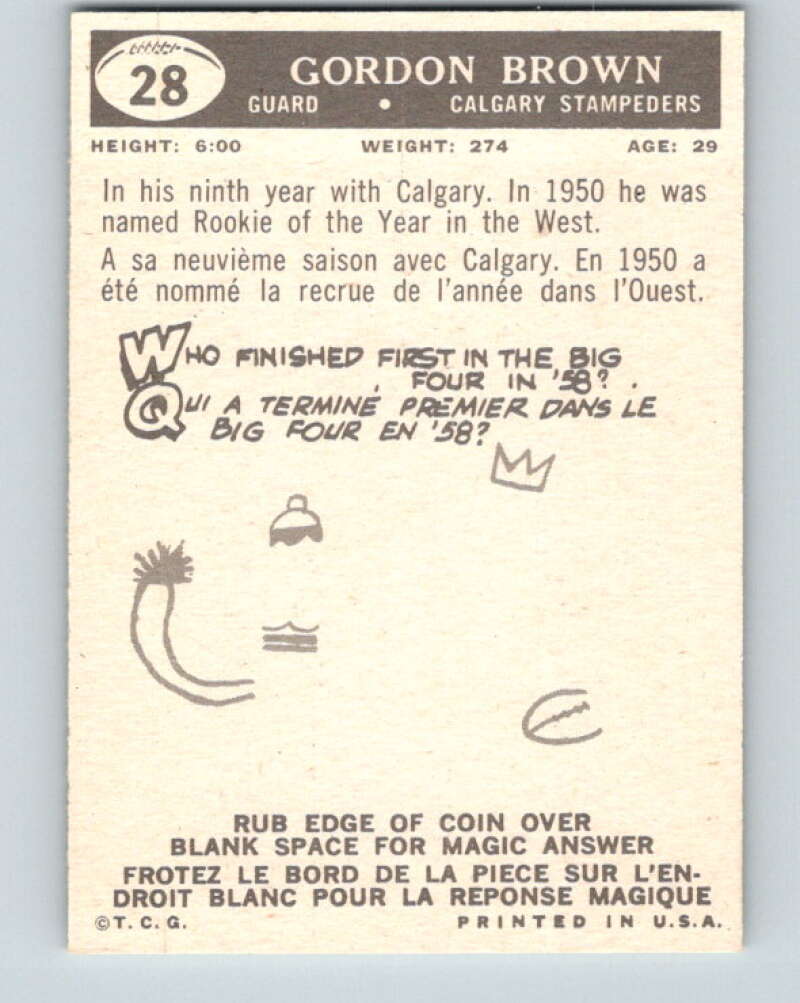 28
GORDON BROWN
GUARD • CALGARY STAMPEDERS
HEIGHT: 6:00 WEIGHT: 274 AGE: 29
In his ninth year with Calgary. In 1950 he was
named Rookie of the Year in the West.
A sa neuvième saison avec Calgary. En 1950 a
été nommé la recrue de l'année dans l'Ouest.
WHO FINISHED FIRST IN THE BIG
FOUR IN '58?
QUI A TERMINÉ PREMIER DANS LE
BIG FOUR EN '58?
RUB EDGE OF COIN OVER
BLANK SPACE FOR MAGIC ANSWER
FROTEZ LE BORD DE LA PIECE SUR L'EN-
DROIT BLANC POUR LA REPONSE MAGIQUE
©T. C. G. PRINTED IN U.S.A.